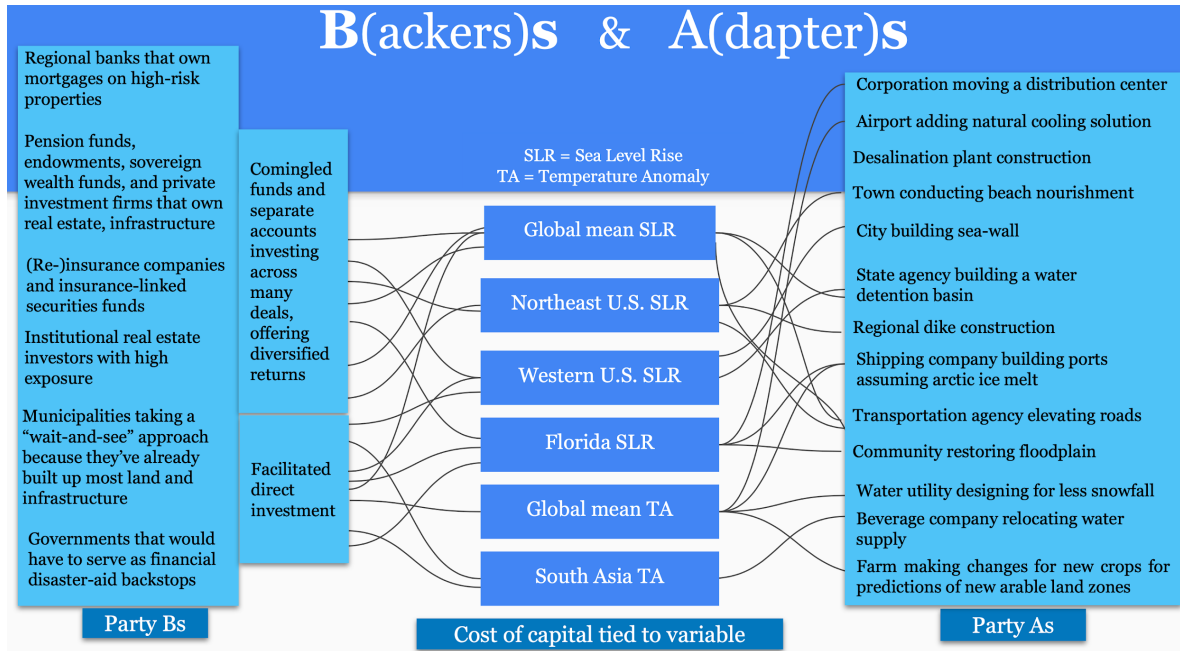 B(ackers)s & A(dapter)s
Regional banks that own
mortgages on high-risk
properties
Pension funds,
endowments, sovereign
wealth funds, and private
investment firms that own
real estate, infrastructure
(Re-)insurance companies
and insurance-linked
securities funds
Institutional real estate
investors with high
exposure
Municipalities taking a
“wait-and-see” approach
because they’ve already
built up most land and
infrastructure
Governments that would
have to serve as financial
disaster-aid backstops
Party Bs
Comingled
funds and
separate
accounts
investing
across
many
deals,
offering
diversified
returns
Facilitated
direct
investment
SLR = Sea Level Rise
TA = Temperature Anomaly
Global mean SLR
Northeast U.S. SLR
Western U.S. SLR
Florida SLR
Global mean TA
South Asia TA
Cost of capital tied to variable
Corporation moving a distribution center
Airport adding natural cooling solution
Desalination plant construction
Town conducting beach nourishment
City building sea-wall
State agency building a water
detention basin
Regional dike construction
Shipping company building ports
assuming arctic ice melt
Transportation agency elevating roads
Community restoring floodplain
Water utility designing for less snowfall
Beverage company relocating water
supply
Farm making changes for new crops for
predictions of new arable land zones
Party As